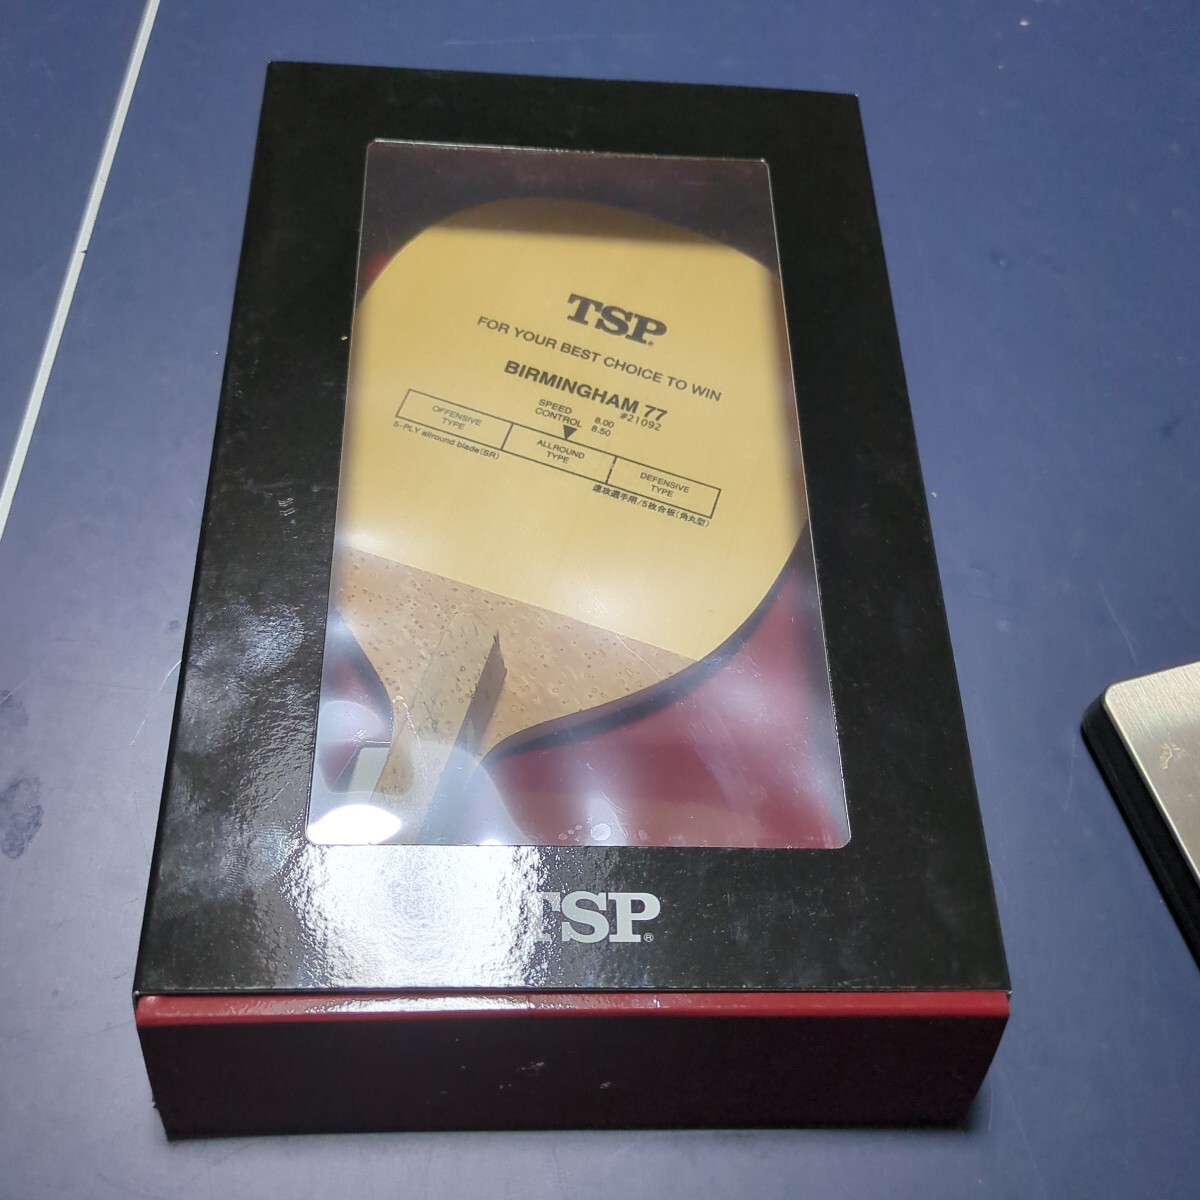 TSP®
FOR YOUR BEST CHOICE TO WIN
BIRMINGHAM 77
#21092
SPEED 8.00
CONTROL 8.50
OFFENSIVE TYPE
ALLROUND TYPE
DEFENSIVE TYPE
5-PLY allround blade(SR)
速攻選手用/5枚合板(角丸型)
TSP®